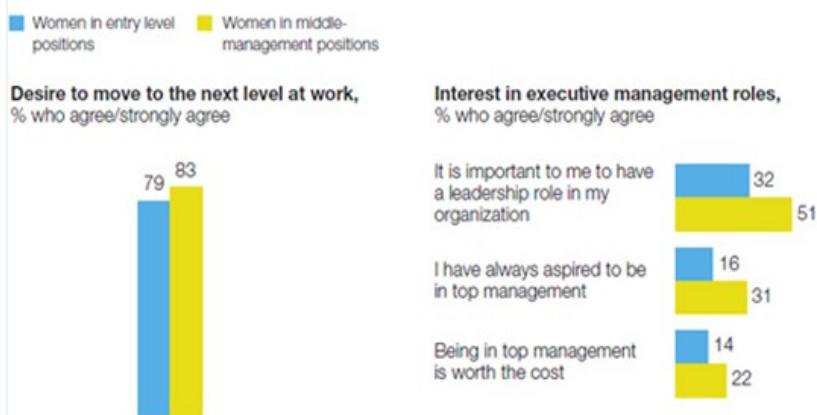 Women in entry level
positions
Women in middle-
management positions
Desire to move to the next level at work,
% who agree/strongly agree
79
83
Interest in executive management roles,
% who agree/strongly agree
It is important to me to have
a leadership role in my
organization
32
51
I have always aspired to be
in top management
16
31
Being in top management
is worth the cost
14
22